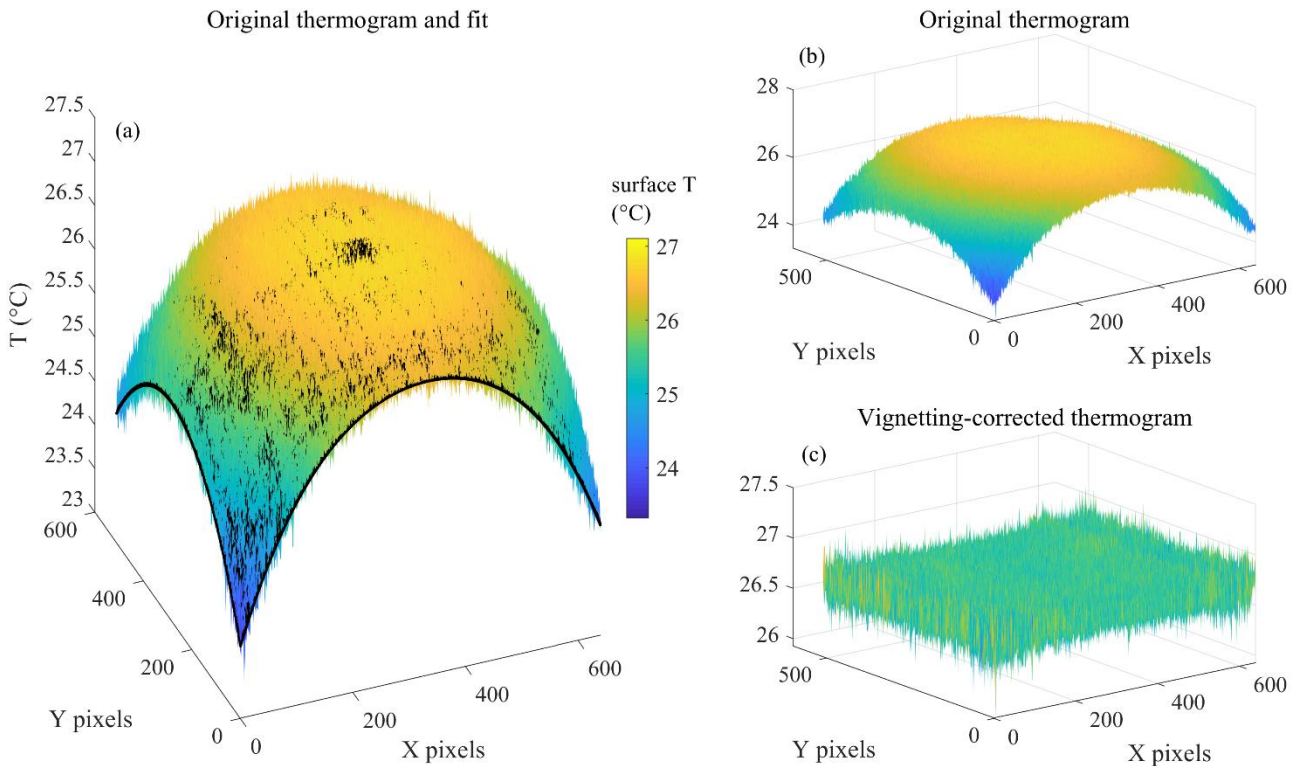 Original thermogram and fit
(a)
27.5
27
26.5
26
25.5
25
24.5
24
23.5
23
T (°C)
600
400
200
0
Y pixels
0
200
400
600
X pixels
surface T
(°C)
27
26
25
24
Original thermogram
(b)
28
26
24
500
0
Y pixels
0
200
400
600
X pixels
Vignetting-corrected thermogram
(c)
27.5
27
26.5
26
500
0
Y pixels
0
200
400
600
X pixels